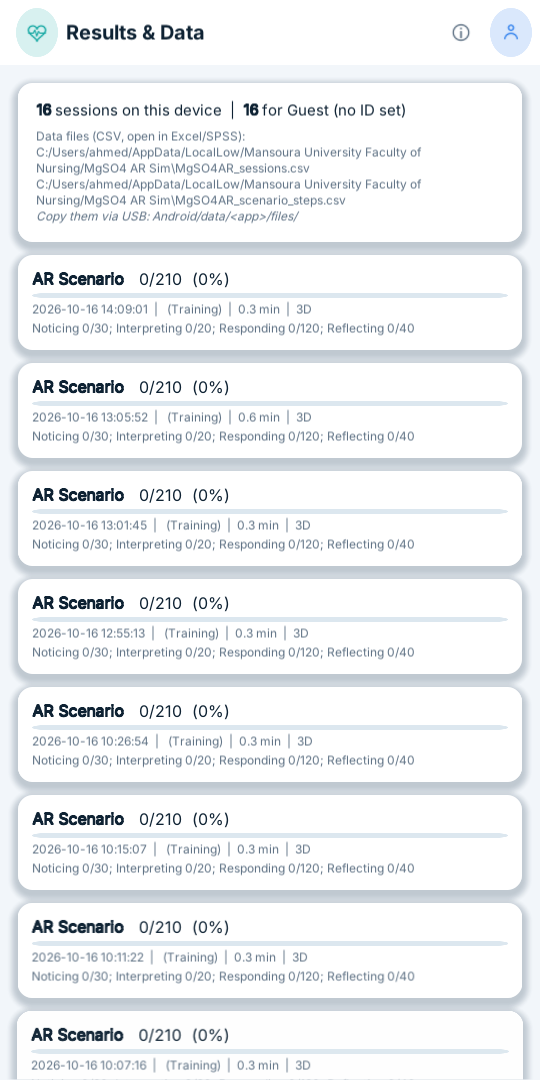 Results & Data
16 sessions on this device | 16 for Guest (no ID set)
Data files (CSV, open in Excel/SPSS):
C:/Users/ahmed/AppData/LocalLow/Mansoura University Faculty of
Nursing/MgSO4 AR Sim\MgSO4AR_sessions.csv
C:/Users/ahmed/AppData/LocalLow/Mansoura University Faculty of
Nursing/MgSO4 AR Sim\MgSO4AR_scenario_steps.csv
Copy them via USB: Android/data/<app>/files/
AR Scenario 0/210 (0%)
2026-10-16 14:09:01 | (Training) | 0.3 min | 3D
Noticing 0/30; Interpreting 0/20; Responding 0/120; Reflecting 0/40
AR Scenario 0/210 (0%)
2026-10-16 13:05:52 | (Training) | 0.6 min | 3D
Noticing 0/30; Interpreting 0/20; Responding 0/120; Reflecting 0/40
AR Scenario 0/210 (0%)
2026-10-16 13:01:45 | (Training) | 0.3 min | 3D
Noticing 0/30; Interpreting 0/20; Responding 0/120; Reflecting 0/40
AR Scenario 0/210 (0%)
2026-10-16 12:55:13 | (Training) | 0.3 min | 3D
Noticing 0/30; Interpreting 0/20; Responding 0/120; Reflecting 0/40
AR Scenario 0/210 (0%)
2026-10-16 10:26:54 | (Training) | 0.3 min | 3D
Noticing 0/30; Interpreting 0/20; Responding 0/120; Reflecting 0/40
AR Scenario 0/210 (0%)
2026-10-16 10:15:07 | (Training) | 0.3 min | 3D
Noticing 0/30; Interpreting 0/20; Responding 0/120; Reflecting 0/40
AR Scenario 0/210 (0%)
2026-10-16 10:11:22 | (Training) | 0.3 min | 3D
Noticing 0/30; Interpreting 0/20; Responding 0/120; Reflecting 0/40
AR Scenario 0/210 (0%)
2026-10-16 10:07:16 | (Training) | 0.3 min | 3D